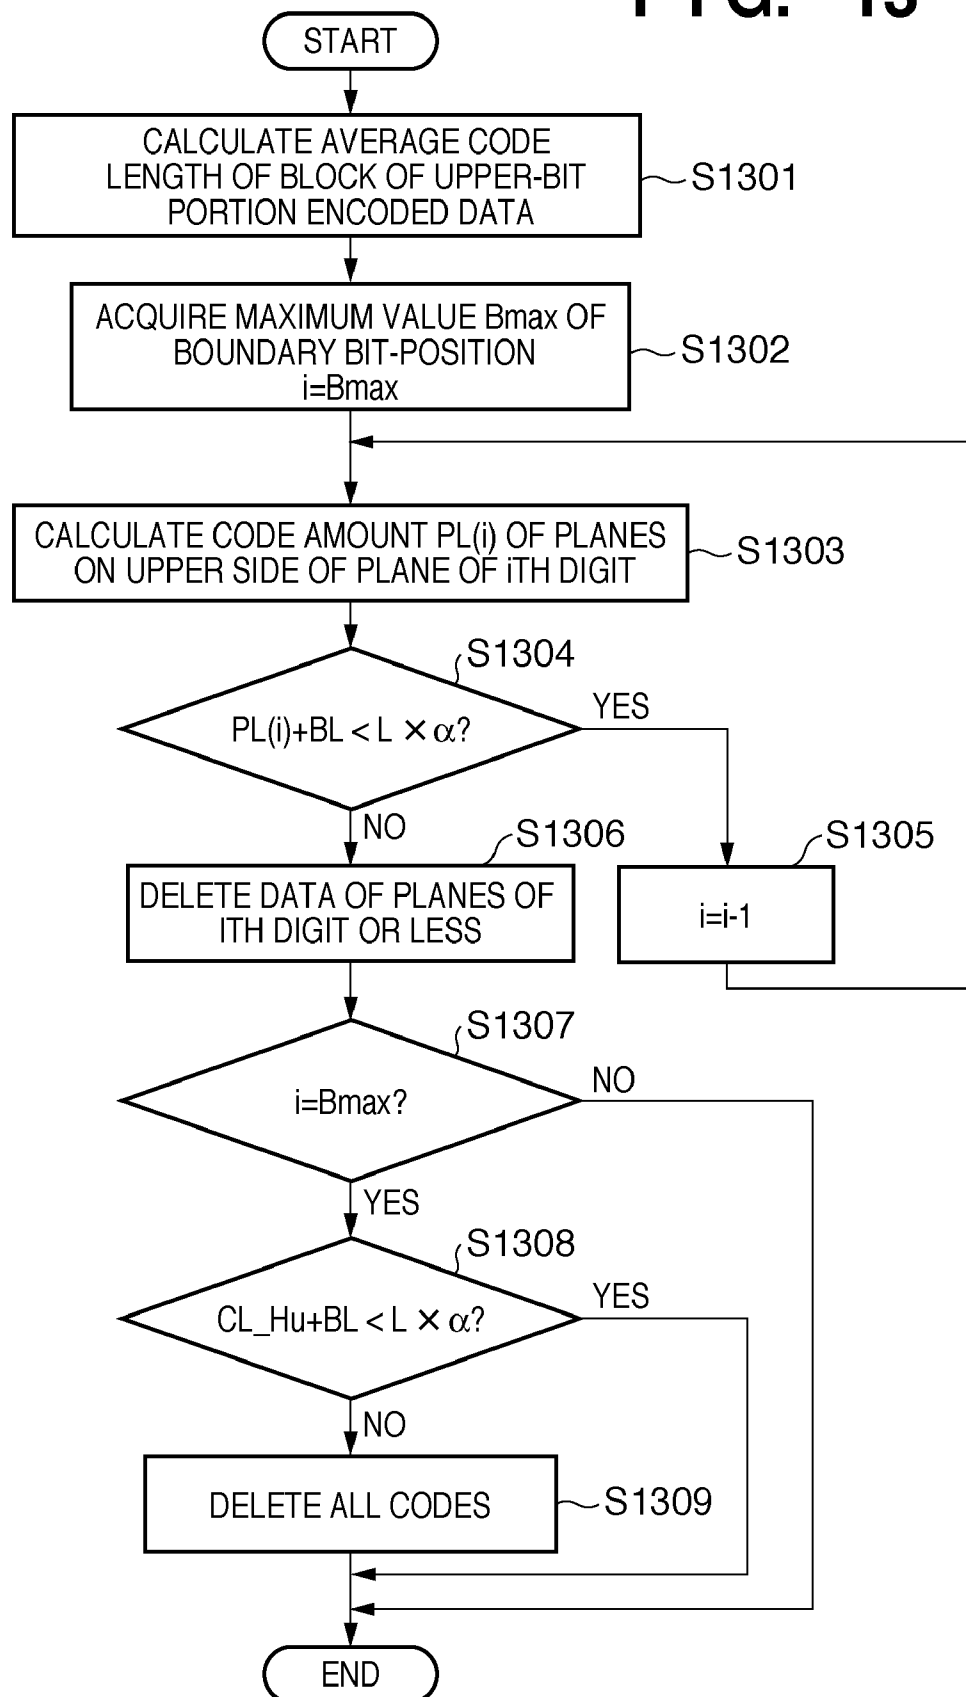 FIG. 13
START
CALCULATE AVERAGE CODE
LENGTH OF BLOCK OF UPPER-BIT
PORTION ENCODED DATA
S1301
ACQUIRE MAXIMUM VALUE Bmax OF
BOUNDARY BIT-POSITION
i=Bmax
S1302
CALCULATE CODE AMOUNT PL(i) OF PLANES
ON UPPER SIDE OF PLANE OF iTH DIGIT
S1303
S1304
PL(i)+BL < L × α?
YES
NO
S1306
S1305
DELETE DATA OF PLANES OF
ITH DIGIT OR LESS
i=i-1
S1307
i=Bmax?
NO
YES
S1308
CL_Hu+BL < L × α?
YES
NO
DELETE ALL CODES
S1309
END